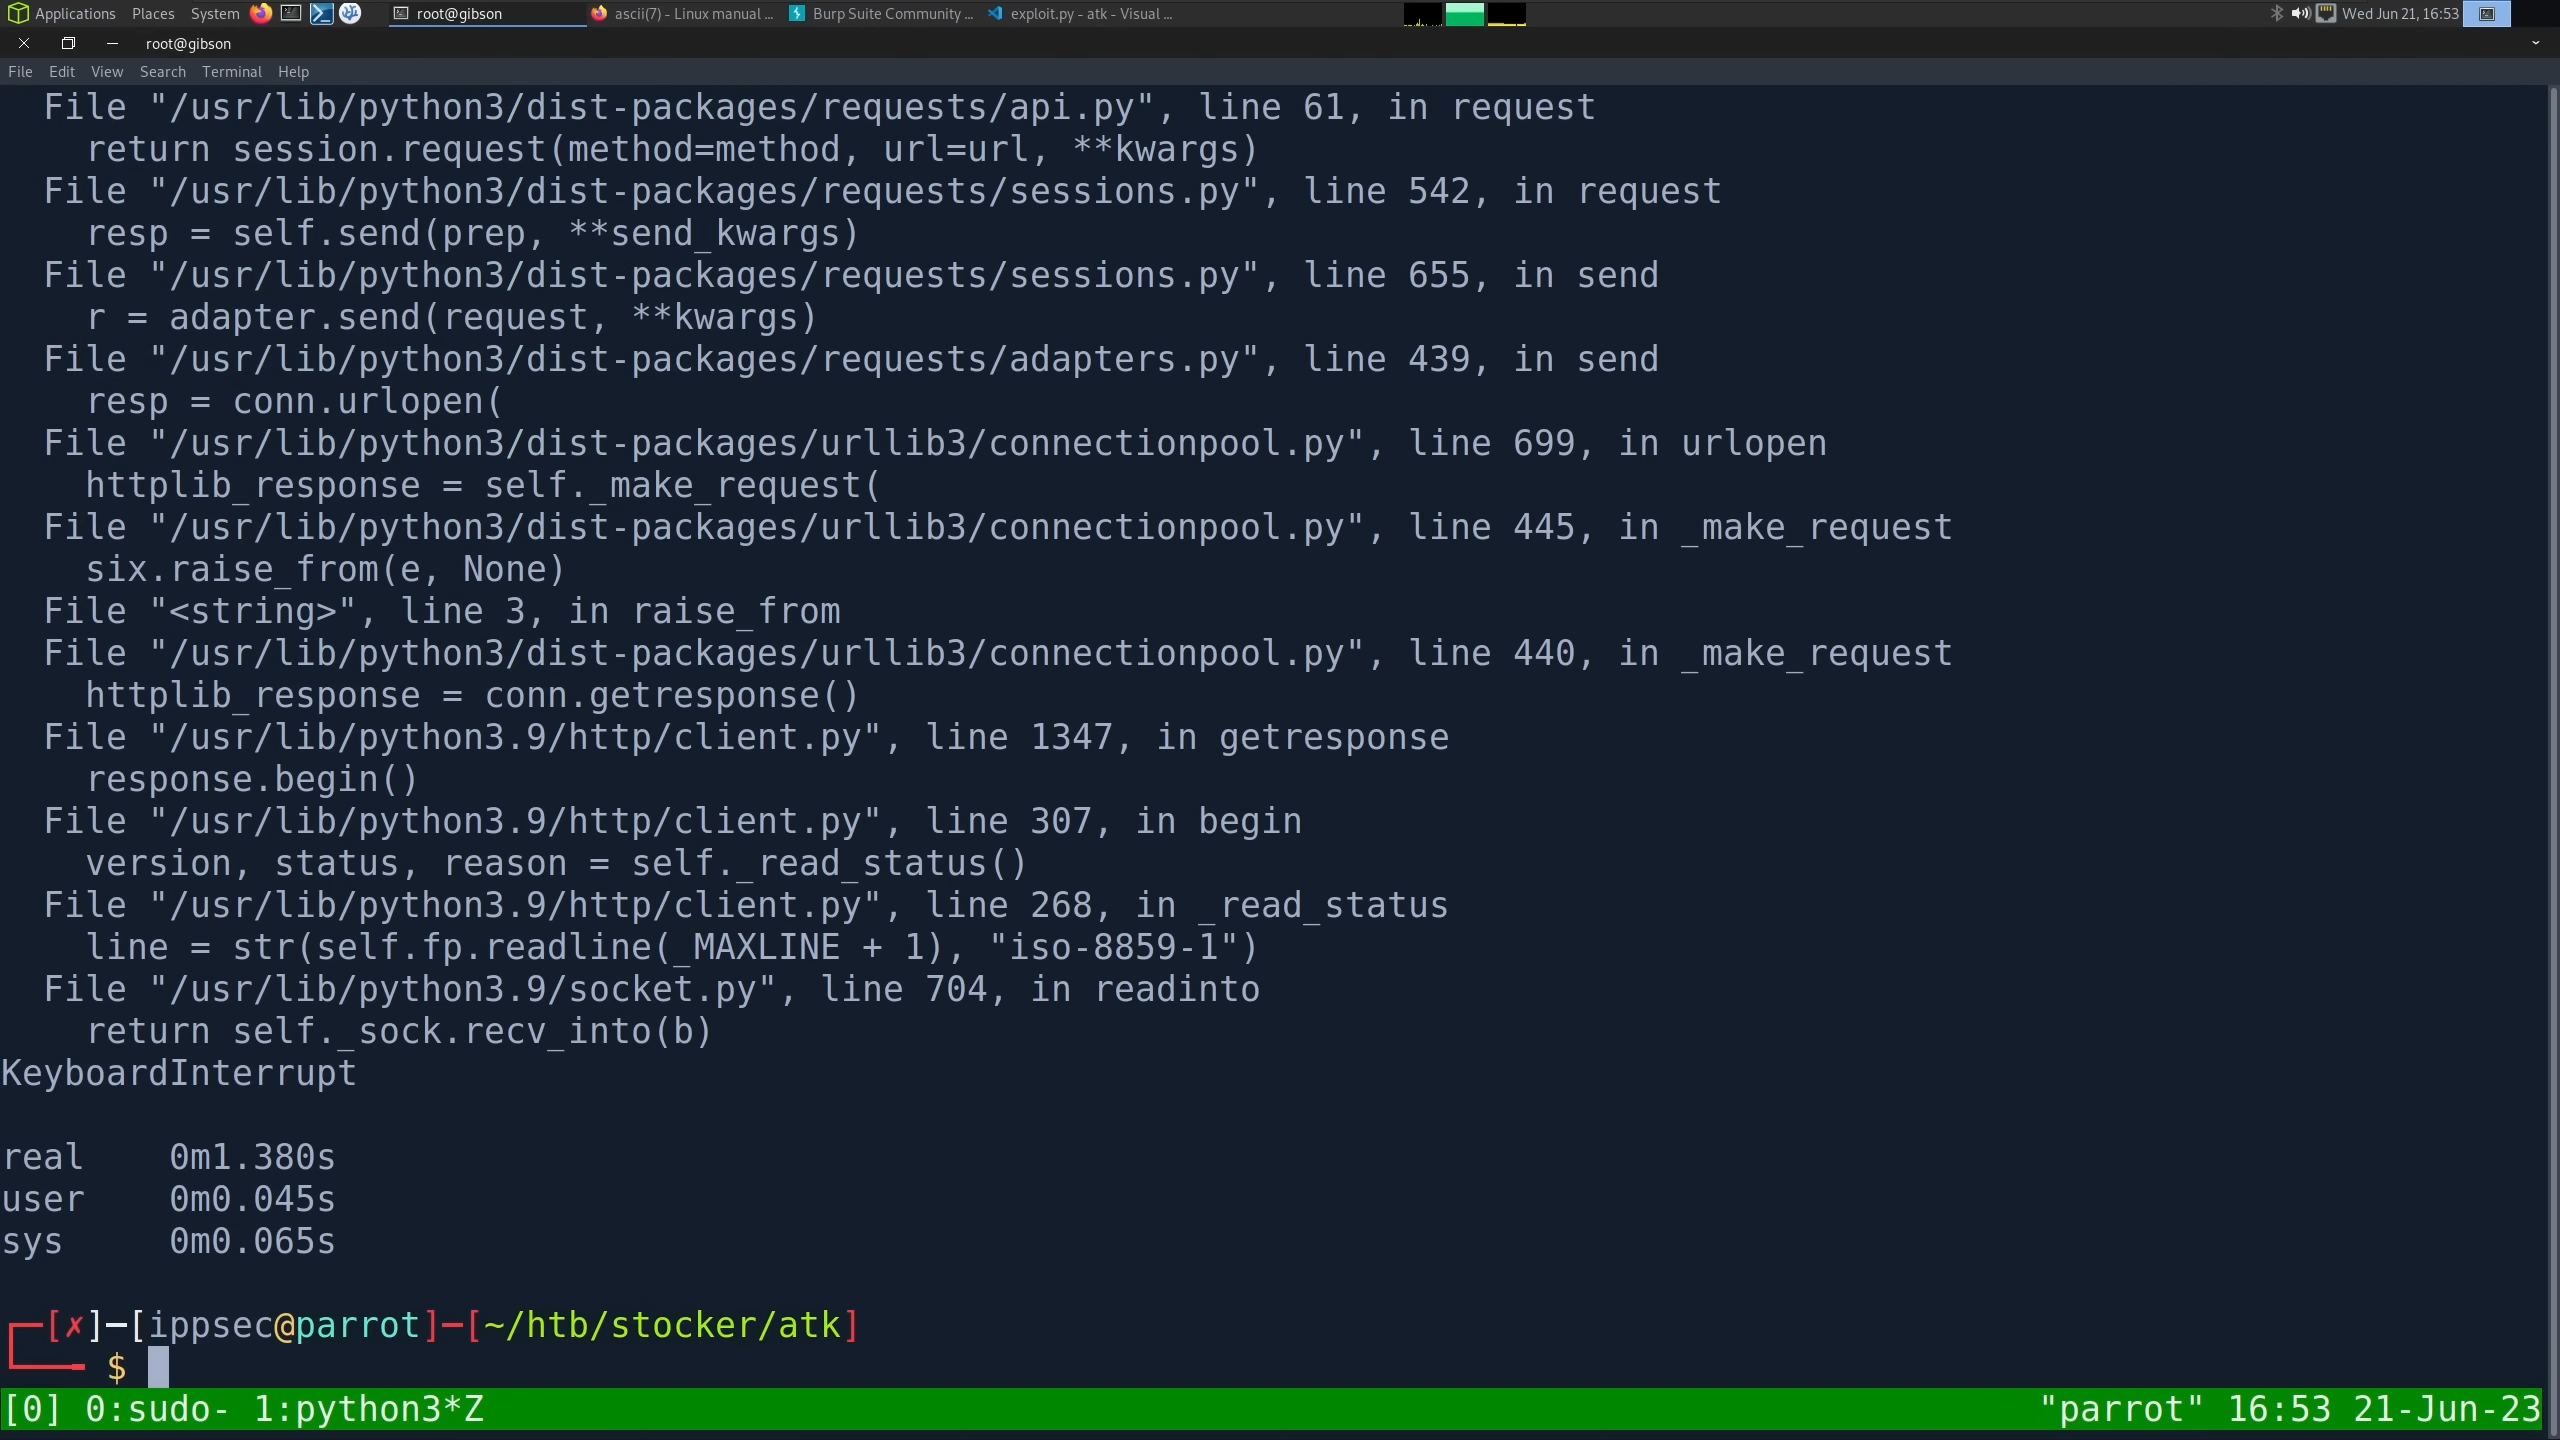 Applications Places System root@gibson ascii(7) - Linux manual ... Burp Suite Community ... exploit.py - atk - Visual ... Wed Jun 21, 16:53
root@gibson
File Edit View Search Terminal Help
File "/usr/lib/python3/dist-packages/requests/api.py", line 61, in request
return session.request(method=method, url=url, **kwargs)
File "/usr/lib/python3/dist-packages/requests/sessions.py", line 542, in request
resp = self.send(prep, **send_kwargs)
File "/usr/lib/python3/dist-packages/requests/sessions.py", line 655, in send
r = adapter.send(request, **kwargs)
File "/usr/lib/python3/dist-packages/requests/adapters.py", line 439, in send
resp = conn.urlopen(
File "/usr/lib/python3/dist-packages/urllib3/connectionpool.py", line 699, in urlopen
httplib_response = self._make_request(
File "/usr/lib/python3/dist-packages/urllib3/connectionpool.py", line 445, in _make_request
six.raise_from(e, None)
File "<string>", line 3, in raise_from
File "/usr/lib/python3/dist-packages/urllib3/connectionpool.py", line 440, in _make_request
httplib_response = conn.getresponse()
File "/usr/lib/python3.9/http/client.py", line 1347, in getresponse
response.begin()
File "/usr/lib/python3.9/http/client.py", line 307, in begin
version, status, reason = self._read_status()
File "/usr/lib/python3.9/http/client.py", line 268, in _read_status
line = str(self.fp.readline(_MAXLINE + 1), "iso-8859-1")
File "/usr/lib/python3.9/socket.py", line 704, in readinto
return self._sock.recv_into(b)
KeyboardInterrupt
real 0m1.380s
user 0m0.045s
sys 0m0.065s
┌─[✗]─[ippsec@parrot]─[~/htb/stocker/atk]
└──╼ $
[0] 0:sudo- 1:python3*Z "parrot" 16:53 21-Jun-23